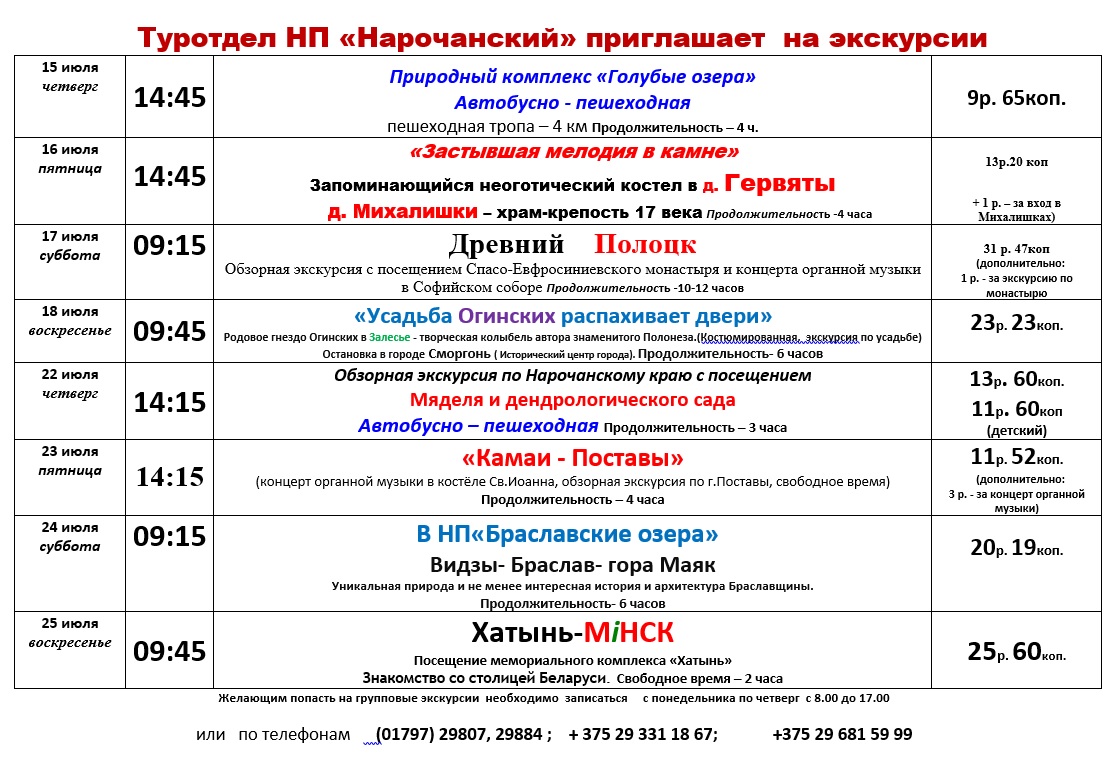 Туротдел НП «Нарочанский» приглашает на экскурсии
15 июля
четверг
14:45
Природный комплекс «Голубые озера»
Автобусно - пешеходная
пешеходная тропа – 4 км Продолжительность – 4 ч.
9р. 65коп.
16 июля
пятница
14:45
«Застывшая мелодия в камне»
Запоминающийся неоготический костел в д. Гервяты
д. Михалишки – храм-крепость 17 века Продолжительность -4 часа
13р.20 коп
+ 1 р. – за вход в
Михалишках)
17 июля
суббота
09:15
Древний Полоцк
Обзорная экскурсия с посещением Спасо-Евфросиниевского монастыря и концерта органной музыки
в Софийском соборе Продолжительность -10-12 часов
31 р. 47коп
(дополнительно:
1 р. - за экскурсию по
монастырю
18 июля
воскресенье
09:45
«Усадьба Огинских распахивает двери»
Родовое гнездо Огинских в Залесье - творческая колыбель автора знаменитого Полонеза.(Костюмированная, экскурсия по усадьбе)
Остановка в городе Сморгонь ( Исторический центр города). Продолжительность- 6 часов
23р. 23коп.
22 июля
четверг
14:15
Обзорная экскурсия по Нарочанскому краю с посещением
Мяделя и дендрологического сада
Автобусно – пешеходная Продолжительность – 3 часа
13р. 60коп.
11р. 60коп
(детский)
23 июля
пятница
14:15
«Камаи - Поставы»
(концерт органной музыки в костёле Св.Иоанна, обзорная экскурсия по г.Поставы, свободное время)
Продолжительность – 4 часа
11р. 52коп.
(дополнительно:
3 р. - за концерт органной
музыки)
24 июля
суббота
09:15
В НП«Браславские озера»
Видзы- Браслав- гора Маяк
Уникальная природа и не менее интересная история и архитектура Браславщины.
Продолжительность- 6 часов
20р. 19коп.
25 июля
воскресенье
09:45
Хатынь-МіНСК
Посещение мемориального комплекса «Хатынь»
Знакомство со столицей Беларуси. Свободное время – 2 часа
25р. 60коп.
Желающим попасть на групповые экскурсии необходимо записаться с понедельника по четверг с 8.00 до 17.00
или по телефонам (01797) 29807, 29884 ; + 375 29 331 18 67; +375 29 681 59 99